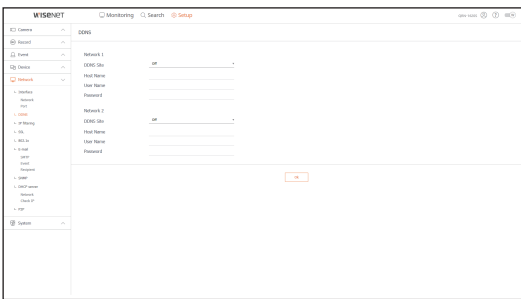 WISENET
Monitoring Search Setup
Camera
Record
Event
Device
Network
Interface
Network
Port
DDNS
IP filtering
SSL
802.1x
E-mail
SMTP
Event
Recipient
SNMP
DHCP server
Network
Check IP
P2P
System
DDNS
Network 1
DDNS Site Off
Host Name
User Name
Password
Network 2
DDNS Site Off
Host Name
User Name
Password
OK